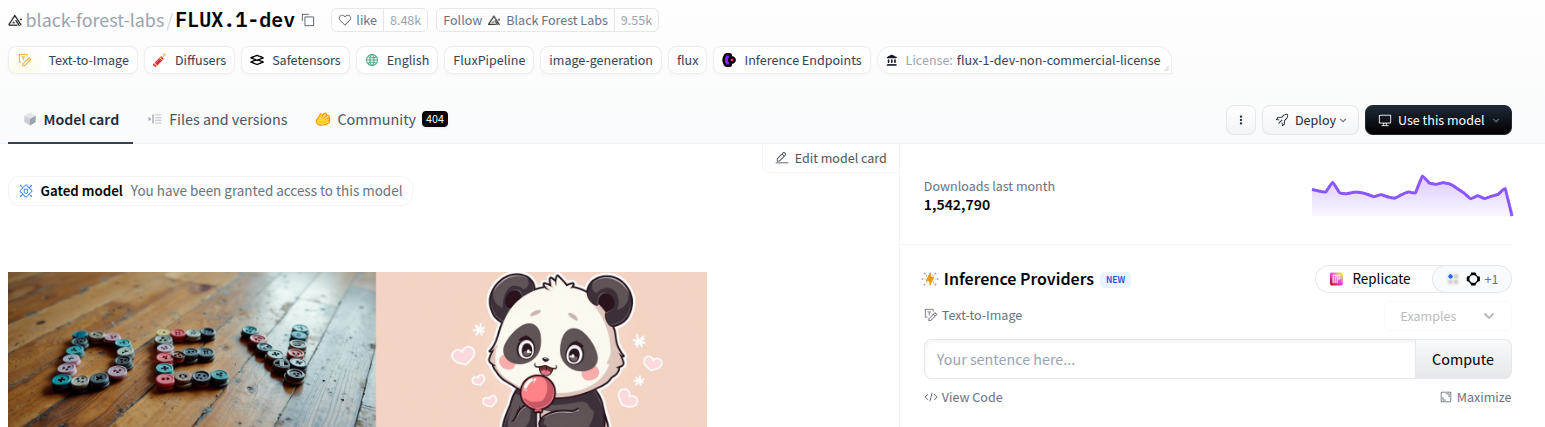 black-forest-labs/FLUX.1-dev like 8.48k Follow Black Forest Labs 9.55k
Text-to-Image Diffusers Safetensors English FluxPipeline image-generation flux Inference Endpoints License: flux-1-dev-non-commercial-license
Model card Files and versions Community 404 Deploy Use this model
Edit model card
Gated model You have been granted access to this model
Downloads last month
1,542,790
Inference Providers NEW Replicate +1
Text-to-Image Examples
Your sentence here... Compute
View Code Maximize
DEV